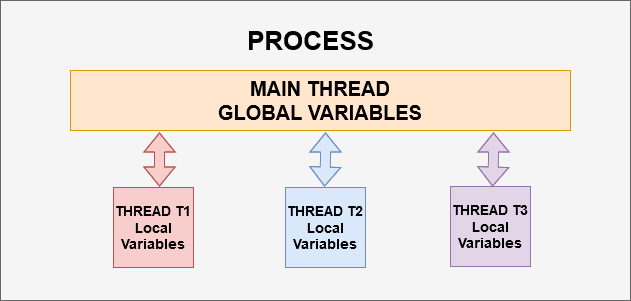 PROCESS
MAIN THREAD
GLOBAL VARIABLES
THREAD T1
Local
Variables
THREAD T2
Local
Variables
THREAD T3
Local
Variables